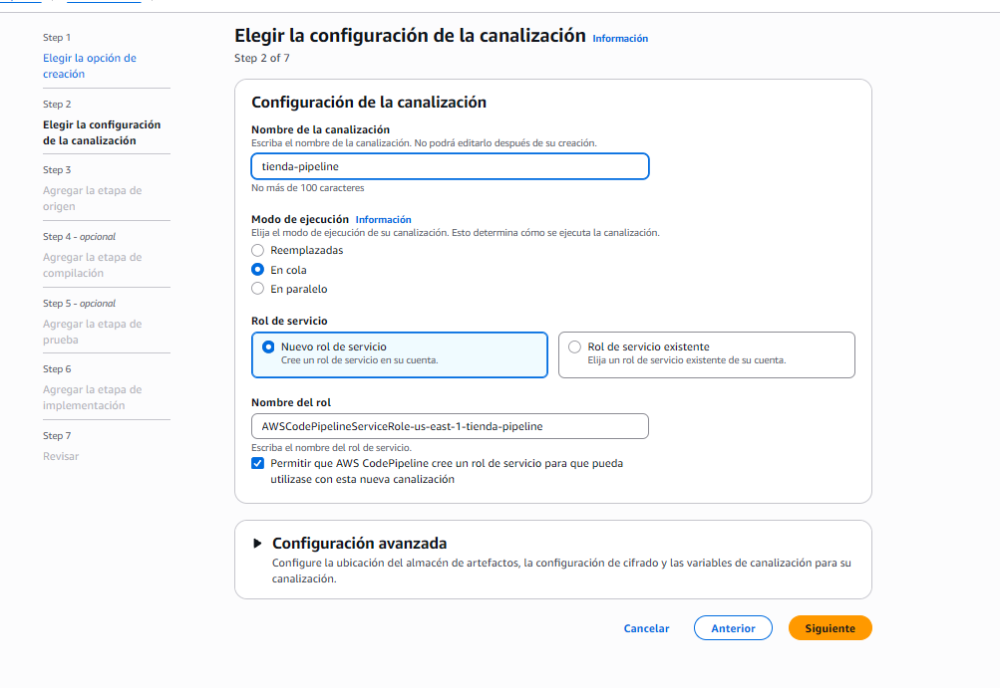 Step 1
Elegir la opción de
creación
Step 2
Elegir la configuración
de la canalización
Step 3
Agregar la etapa de
origen
Step 4 - opcional
Agregar la etapa de
compilación
Step 5 - opcional
Agregar la etapa de
prueba
Step 6
Agregar la etapa de
implementación
Step 7
Revisar
Elegir la configuración de la canalización Información
Step 2 of 7
Configuración de la canalización
Nombre de la canalización
Escriba el nombre de la canalización. No podrá editarlo después de su creación.
tienda-pipeline
No más de 100 caracteres
Modo de ejecución Información
Elija el modo de ejecución de su canalización. Esto determina cómo se ejecuta la canalización.
Reemplazadas
En cola
En paralelo
Rol de servicio
Nuevo rol de servicio
Cree un rol de servicio en su cuenta.
Rol de servicio existente
Elija un rol de servicio existente de su cuenta.
Nombre del rol
AWSCodePipelineServiceRole-us-east-1-tienda-pipeline
Escriba el nombre del rol de servicio.
Permitir que AWS CodePipeline cree un rol de servicio para que pueda
utilizase con esta nueva canalización
Configuración avanzada
Configure la ubicación del almacén de artefactos, la configuración de cifrado y las variables de canalización para su
canalización.
Cancelar
Anterior
Siguiente